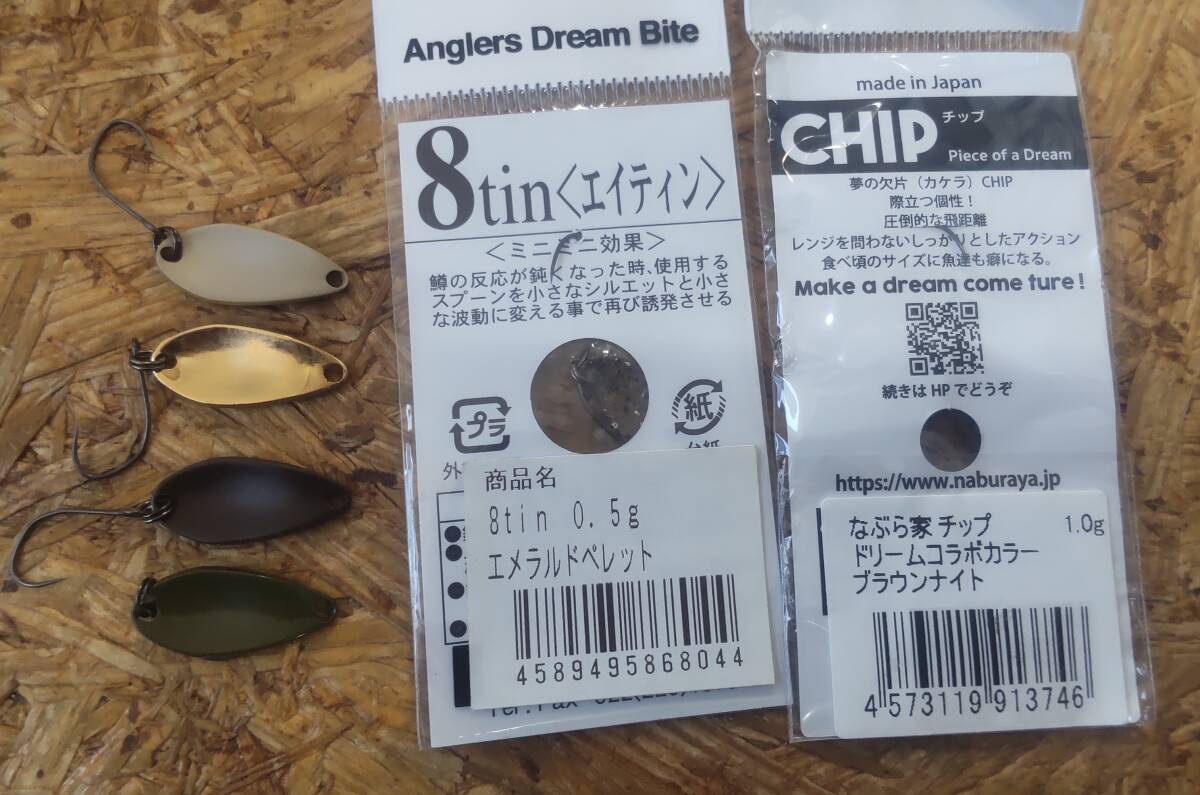 Anglers Dream Bite
8tin〈エイティン〉
＜ミニミニ効果＞
鱒の反応が鈍くなった時、使用する
スプーンを小さなシルエットと小さ
な波動に変える事で再び誘発させる
プラ
紙
外
台紙
商品名
8tin 0.5g
エメラルドペレット
4589495868044
made in Japan
CHIP チップ
Piece of a Dream
夢の欠片（カケラ）CHIP
際立つ個性！
圧倒的な飛距離
レンジを問わないしっかりとしたアクション
食べ頃のサイズに魚達も癖になる。
Make a dream come ture!
続きは HP でどうぞ
https://www.naburaya.jp
なぶら家 チップ 1.0g
ドリームコラボカラー
ブラウンナイト
4573119913746